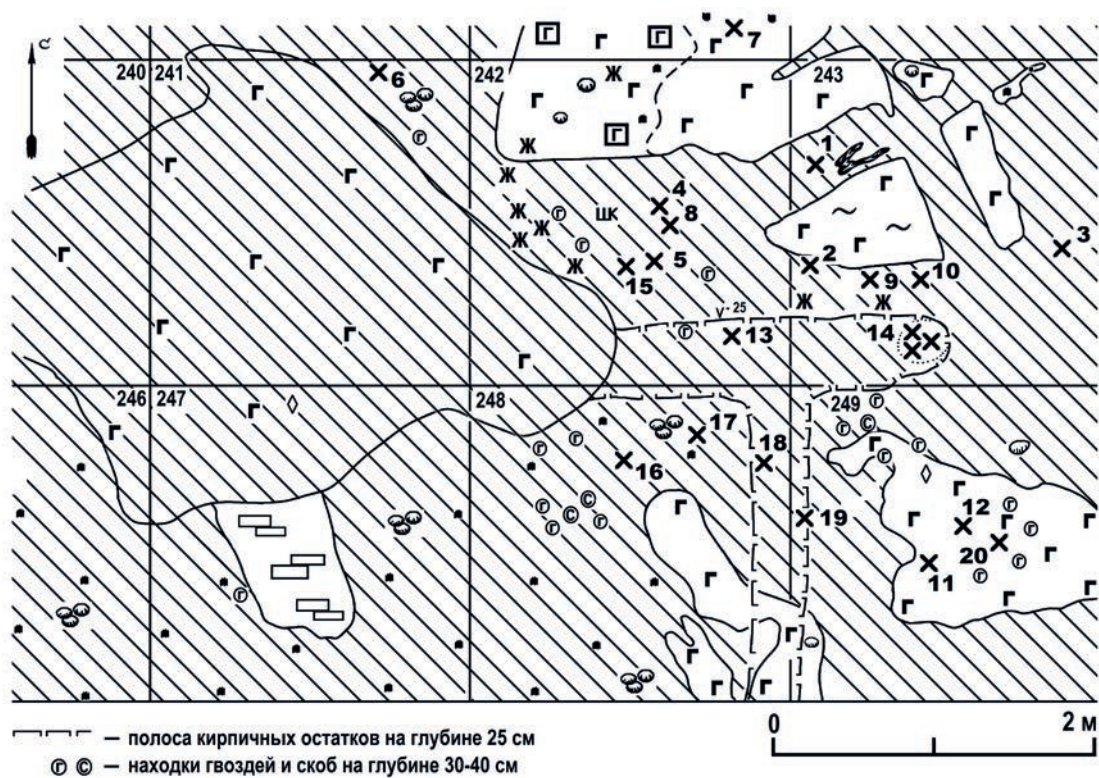 С
Г Г Г 7
240 241 6 242 Ж 243 Г
Г Г Г Г Г
Г
Г Г Г
Ж 1
Г Г Ж Г Г
4
Ж Г ШК 8 Г
Ж Ж Г 3
Г Г Г Ж Г Ж 15 5 Г 2 Г 9 10
Ж Ж
V - 25
Г Г Г Г 13 14
246 247 248 249
Г Г
Г Г Г 17 Г С
Г Г 16 18 Г Г
Г 12 Г
Г С Г 19 Г Г Г Г
Г Г 20 Г Г
11 Г
Г Г Г Г
Г Г
Г Г
0 2 м
– полоса кирпичных остатков на глубине 25 см
Г С – находки гвоздей и скоб на глубине 30-40 см